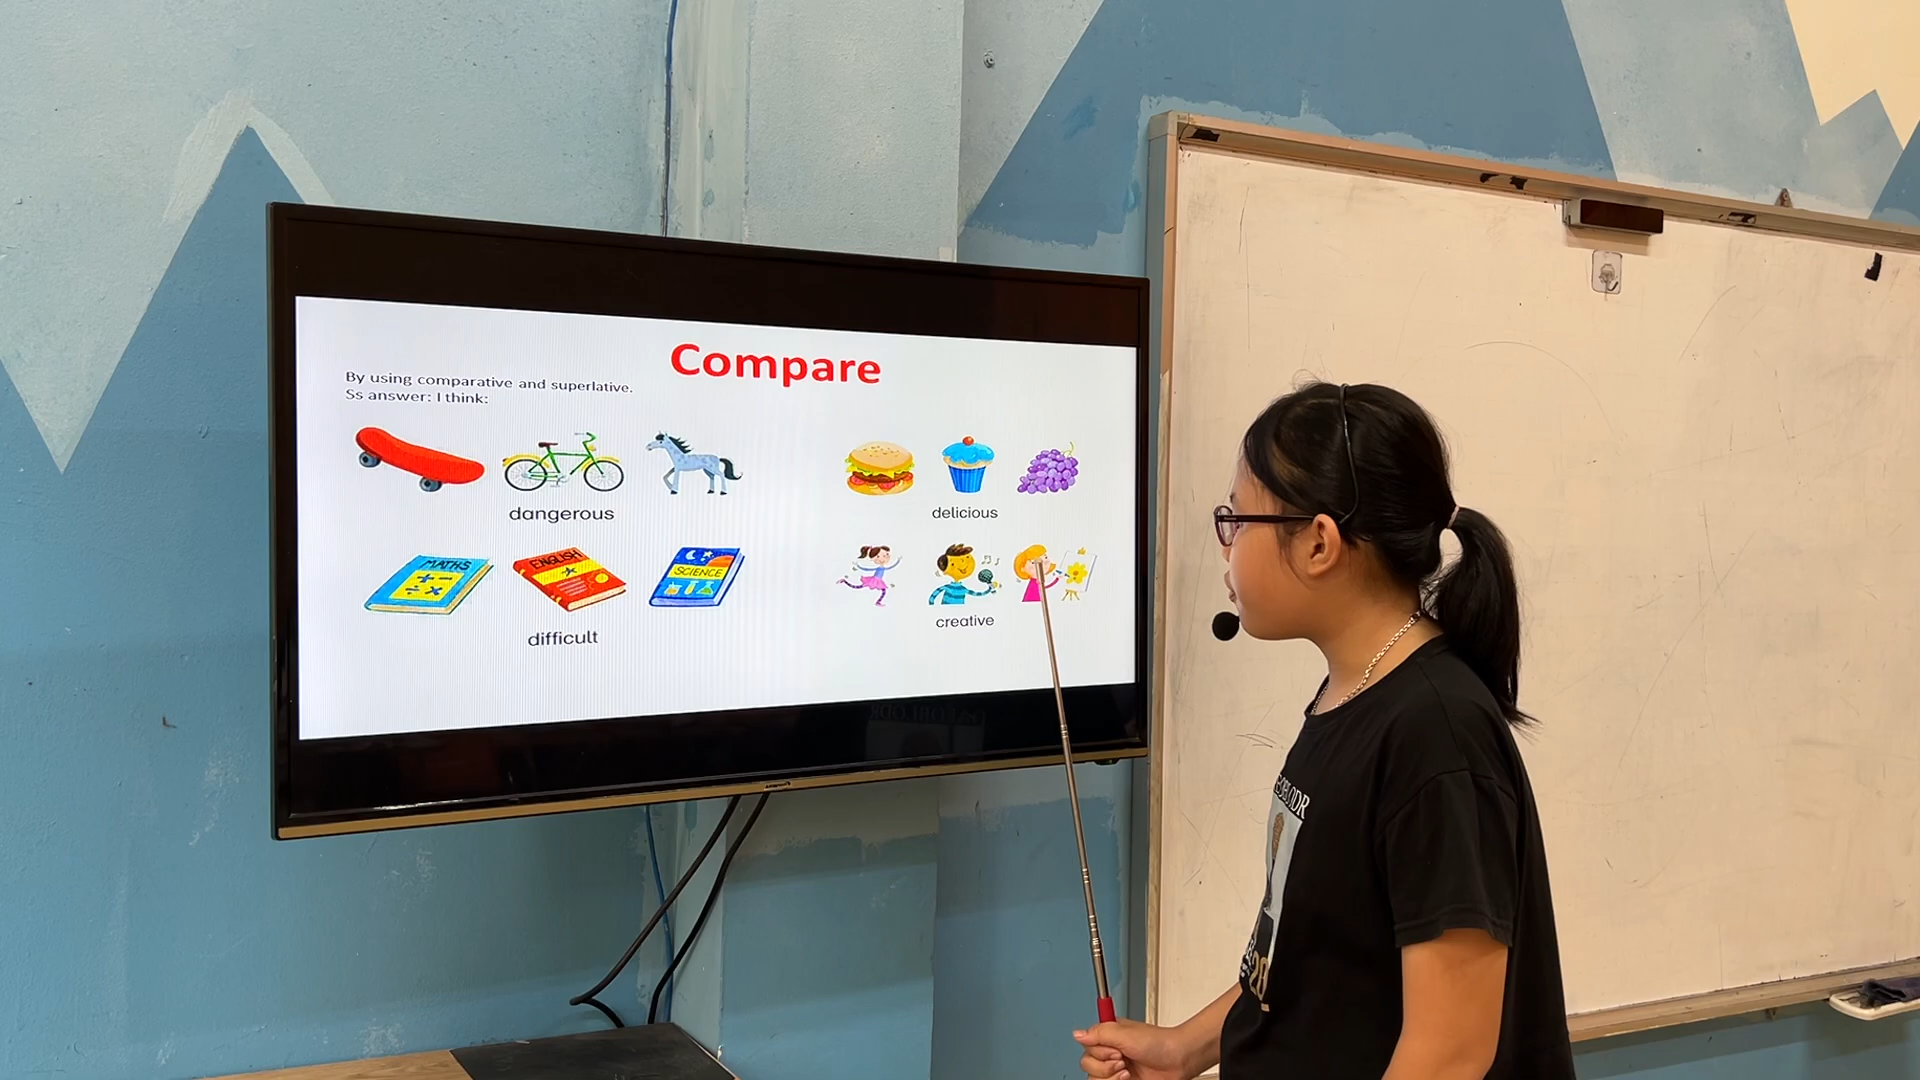 Compare
By using comparative and superlative.
Ss answer: I think:
dangerous
delicious
MATHS
ENGLISH
SCIENCE
difficult
creative